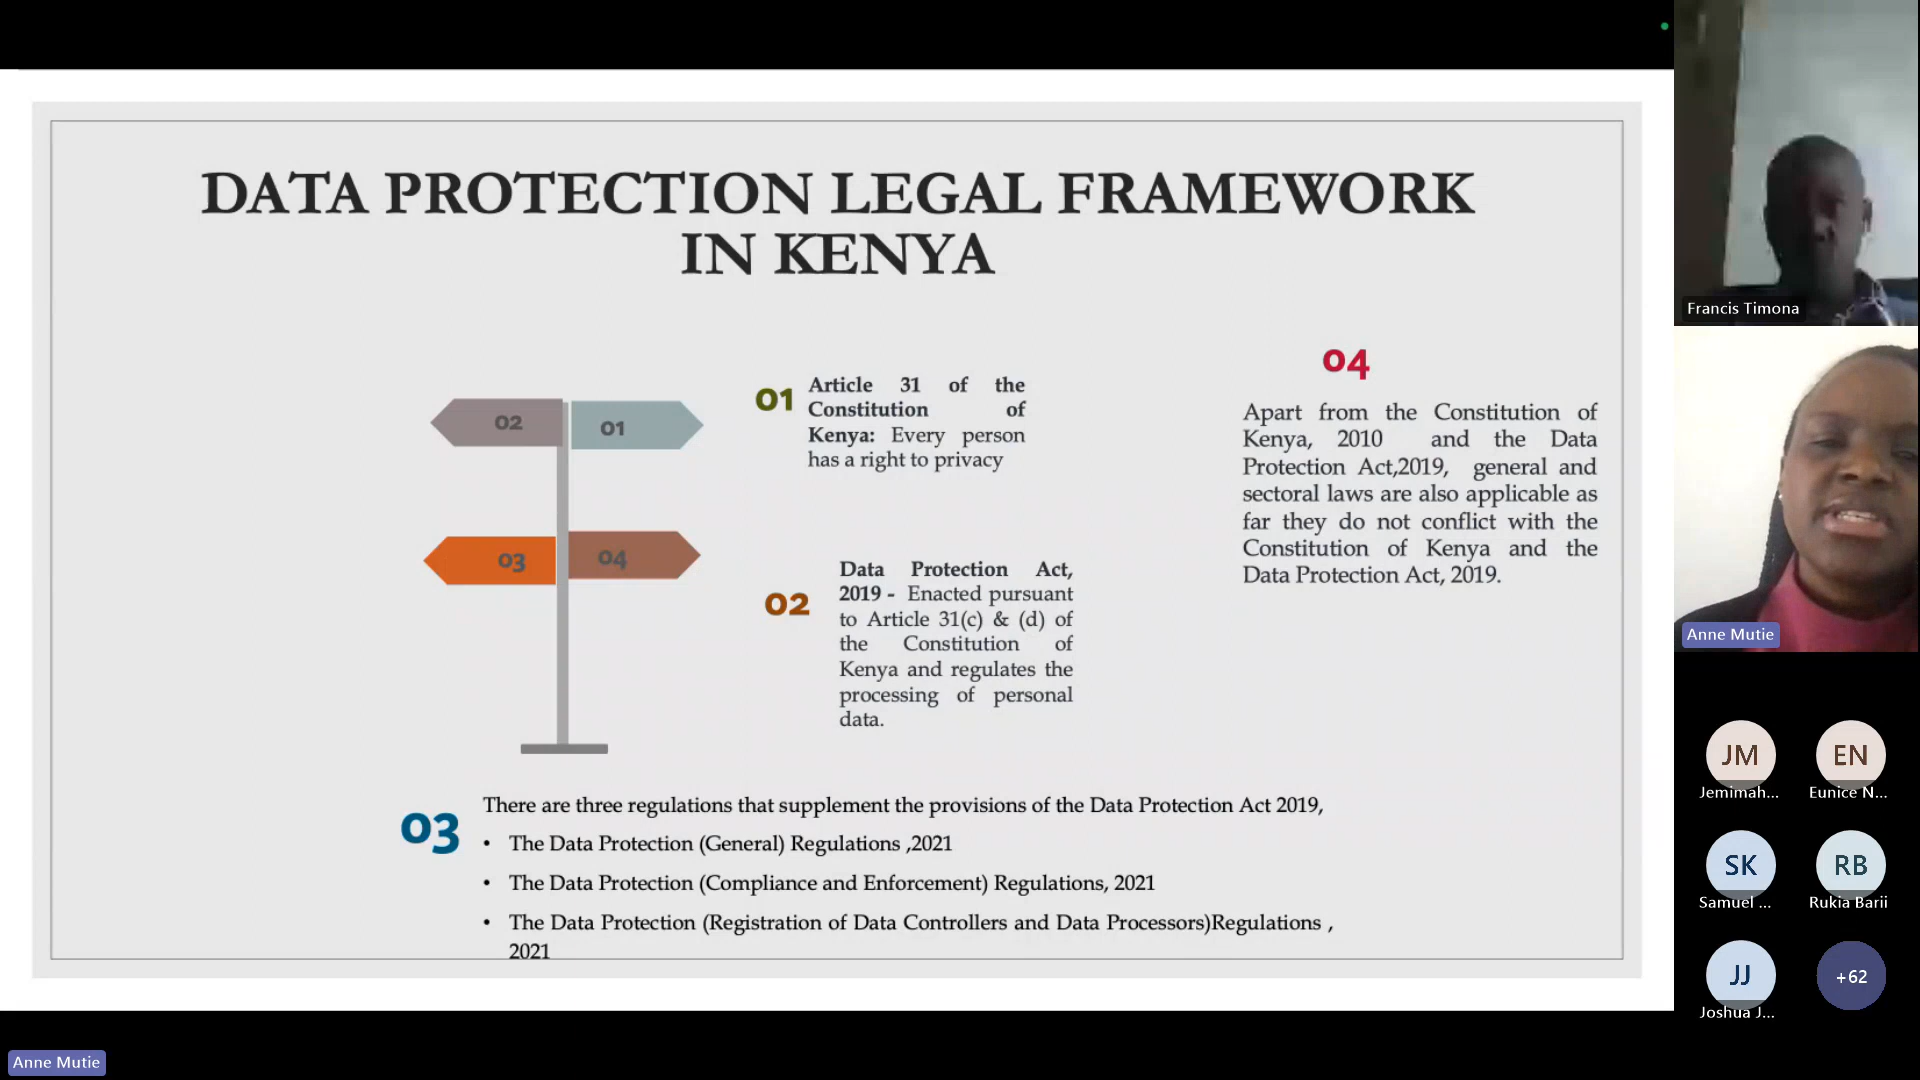 DATA PROTECTION LEGAL FRAMEWORK
IN KENYA
02
01
03
04
01
Article 31 of the
Constitution of
Kenya: Every person
has a right to privacy
02
Data Protection Act,
2019 - Enacted pursuant
to Article 31(c) & (d) of
the Constitution of
Kenya and regulates the
processing of personal
data.
03
There are three regulations that supplement the provisions of the Data Protection Act 2019,
• The Data Protection (General) Regulations ,2021
• The Data Protection (Compliance and Enforcement) Regulations, 2021
• The Data Protection (Registration of Data Controllers and Data Processors)Regulations ,
2021
04
Apart from the Constitution of
Kenya, 2010 and the Data
Protection Act,2019, general and
sectoral laws are also applicable as
far they do not conflict with the
Constitution of Kenya and the
Data Protection Act, 2019.
Francis Timona
Anne Mutie
JM
Jemimah...
EN
Eunice N...
SK
Samuel ...
RB
Rukia Barii
JJ
Joshua J...
+62
Anne Mutie